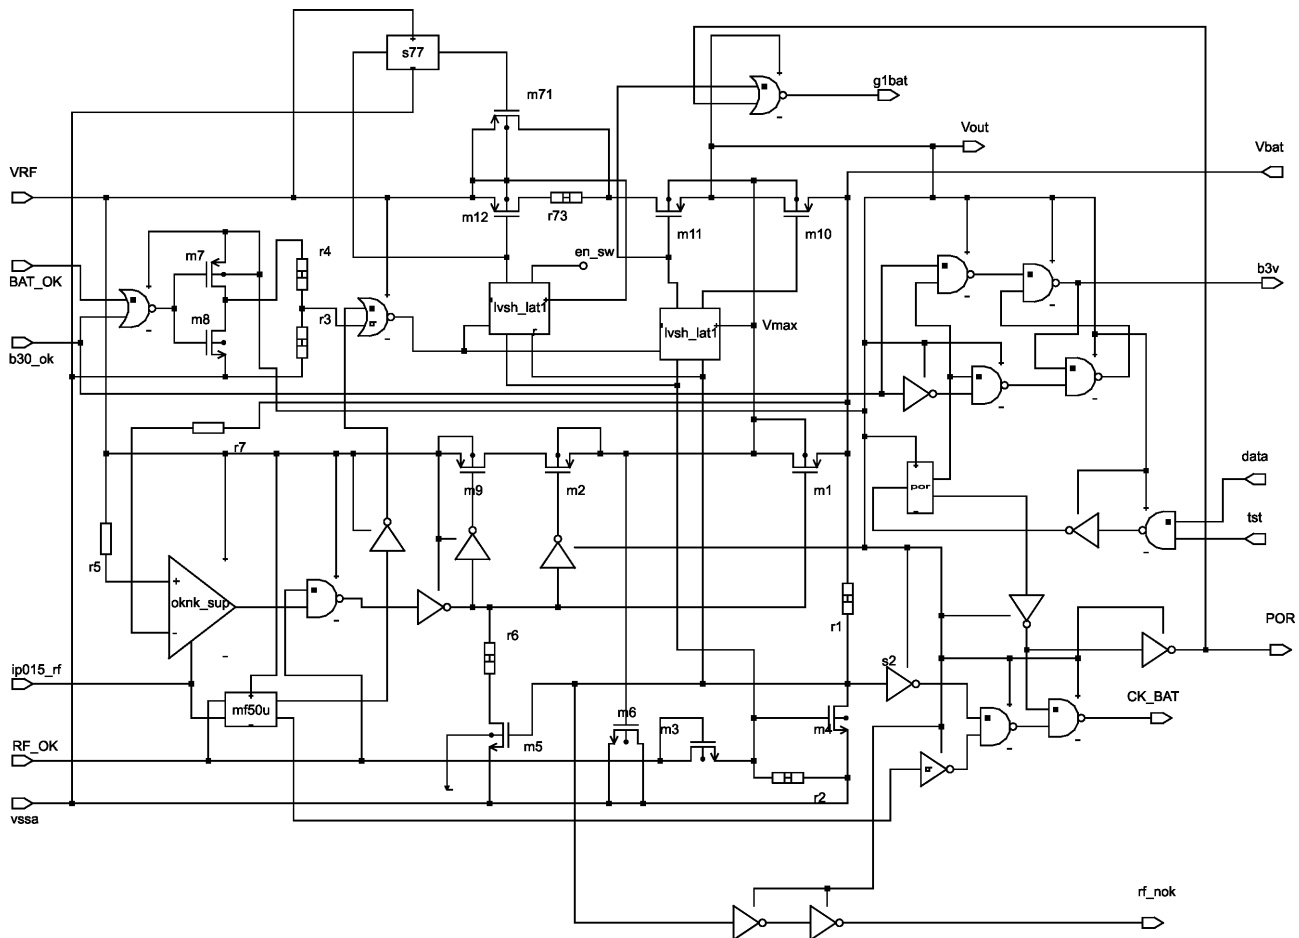 s77
g1bat
m71
Vout
Vbat
VRF
m12
r73
m11
m10
en_sw
m7
r4
BAT_OK
b3v
lvsh_lat1
lvsh_lat1
r
m8
r3
Vmax
b30_ok
r7
m9
m2
m1
data
por
tst
r5
oknk_sup
r6
r1
POR
s2
ip015_rf
mf50u
m6
m3
m4
CK_BAT
RF_OK
m5
r2
vssa
rf_nok